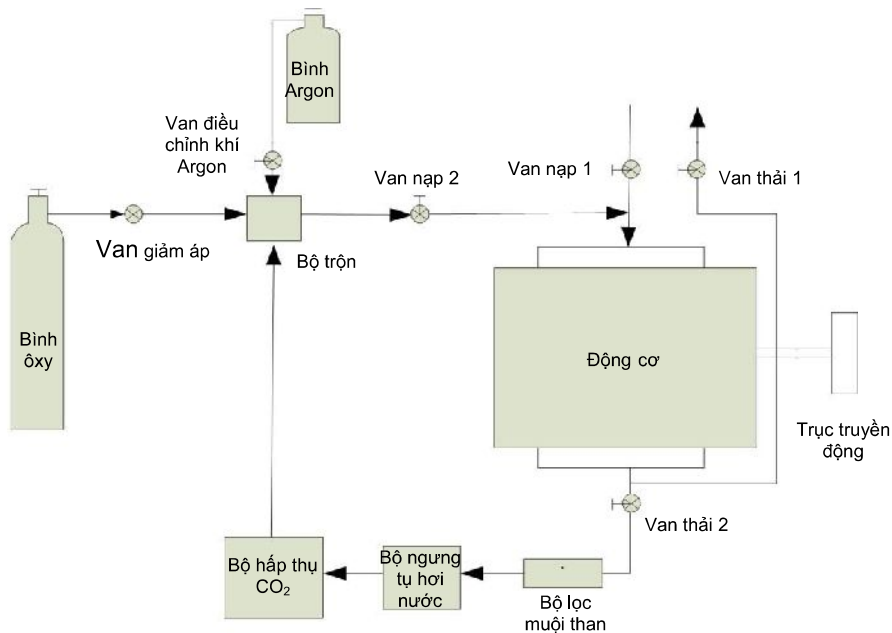 Bình
Argon
Van điều
chỉnh khí
Argon
Van nạp 2
Van nạp 1
Van thải 1
Van giảm áp
Bộ trộn
Bình
ôxy
Động cơ
Trục truyền
động
Van thải 2
Bộ hấp thụ
CO₂
Bộ ngưng
tụ hơi
nước
Bộ lọc
muội than